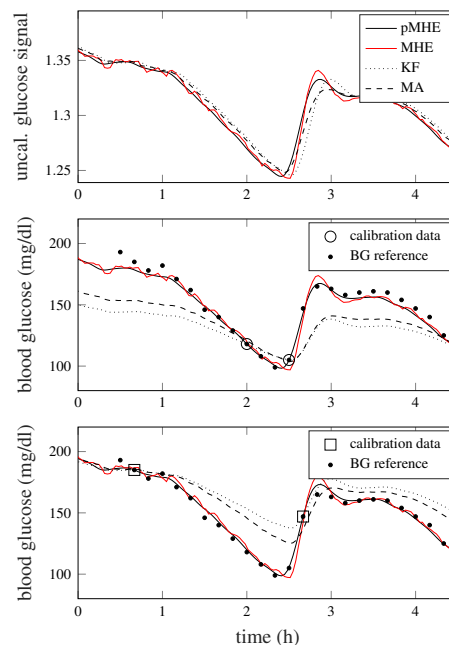 uncal. glucose signal
1.35
1.3
1.25
pMHE
MHE
KF
MA
0 1 2 3 4
blood glucose (mg/dl)
200
150
100
calibration data
BG reference
0 1 2 3 4
blood glucose (mg/dl)
200
150
100
calibration data
BG reference
0 1 2 3 4
time (h)